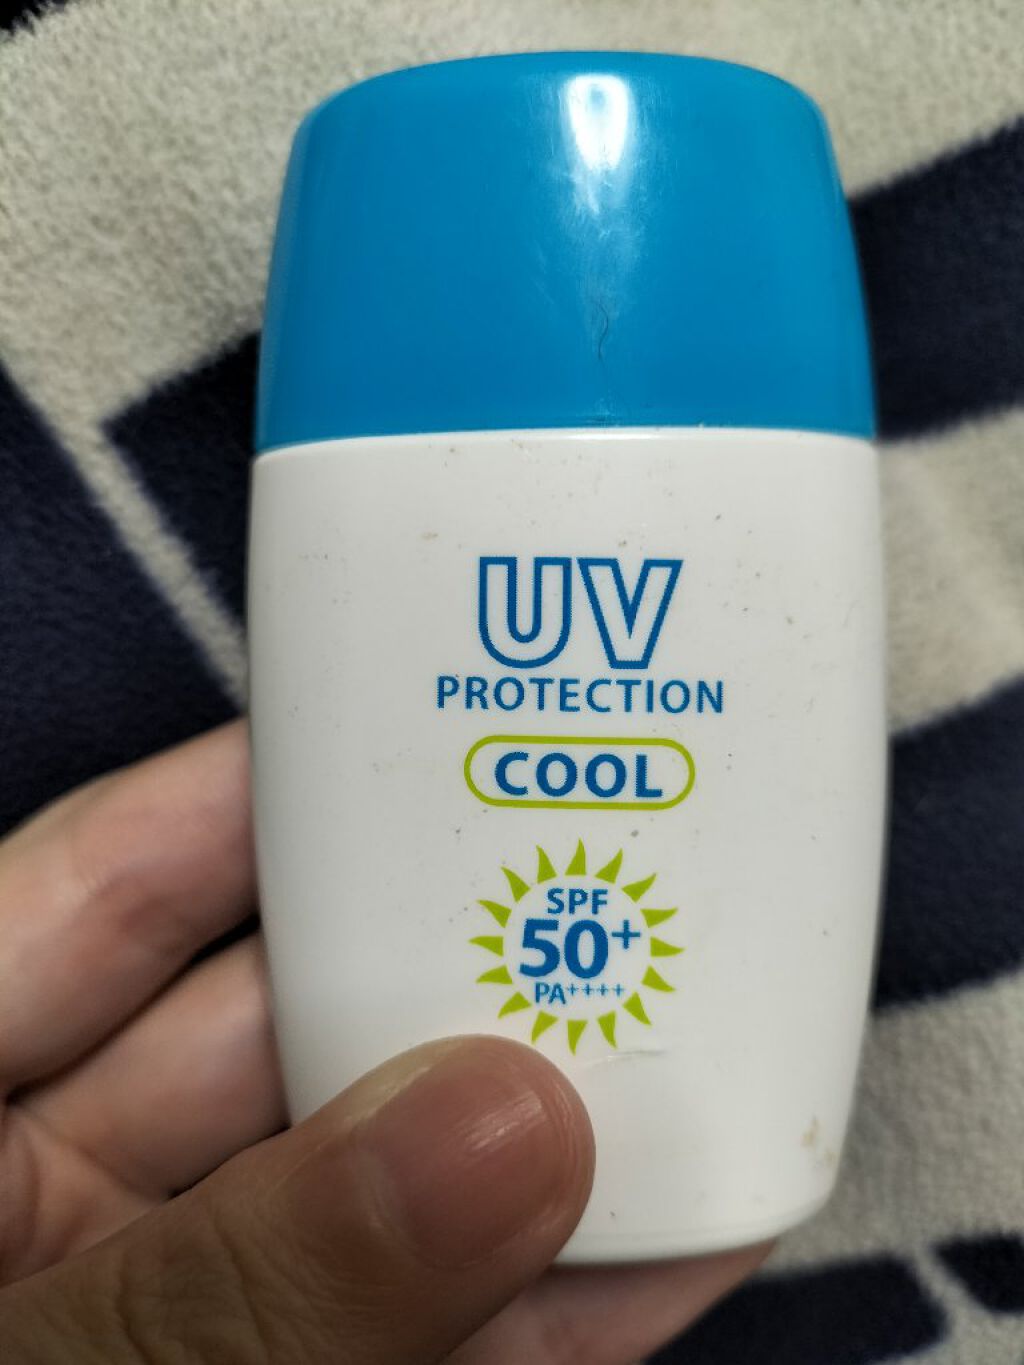 UV
PROTECTION
COOL
SPF
50+
PA++++